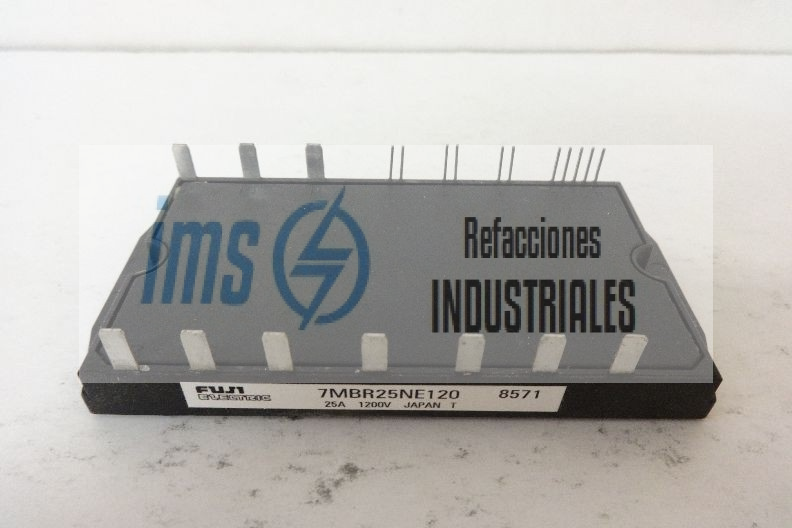 ims Refacciones
INDUSTRIALES
FUJI ELECTRIC 7MBR25NE120 8571
25A 1200V JAPAN T